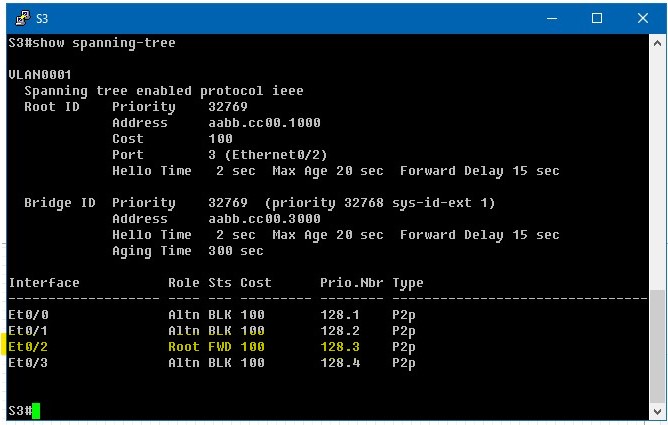 S3
S3#show spanning-tree
VLAN0001
Spanning tree enabled protocol ieee
Root ID Priority 32769
Address aabb.cc00.1000
Cost 100
Port 3 (Ethernet0/2)
Hello Time 2 sec Max Age 20 sec Forward Delay 15 sec
Bridge ID Priority 32769 (priority 32768 sys-id-ext 1)
Address aabb.cc00.3000
Hello Time 2 sec Max Age 20 sec Forward Delay 15 sec
Aging Time 300 sec
Interface Role Sts Cost Prio.Nbr Type
------------------- ---- --- --------- -------- --------------------------------
Et0/0 Altn BLK 100 128.1 P2p
Et0/1 Altn BLK 100 128.2 P2p
Et0/2 Root FWD 100 128.3 P2p
Et0/3 Altn BLK 100 128.4 P2p
S3#